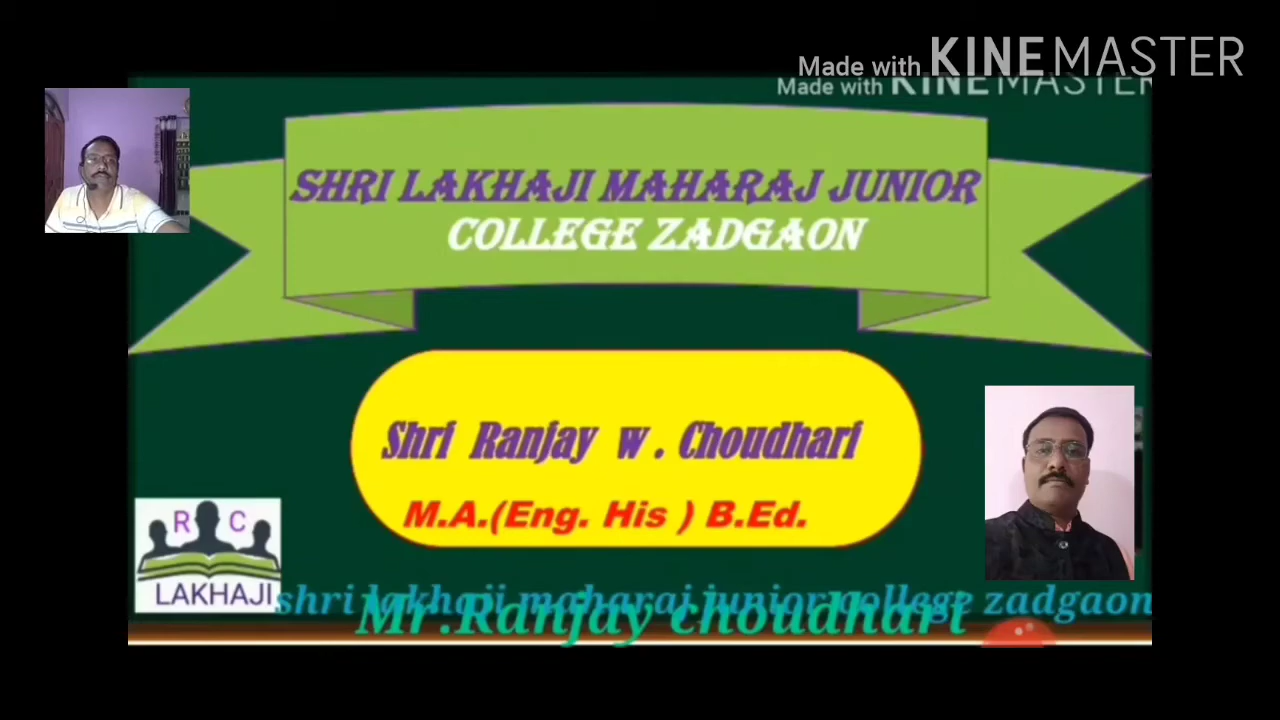 Made with KINEMASTER
Made with KINEMASTER
SHRI LAKHAJI MAHARAJ JUNIOR
COLLEGE ZADGAON
Shri Ranjay w . Choudhari
M.A.(Eng. His ) B.Ed.
R C
LAKHAJI
shri lakhaji maharaj junior college zadgaon
Mr.Ranjay choudhari